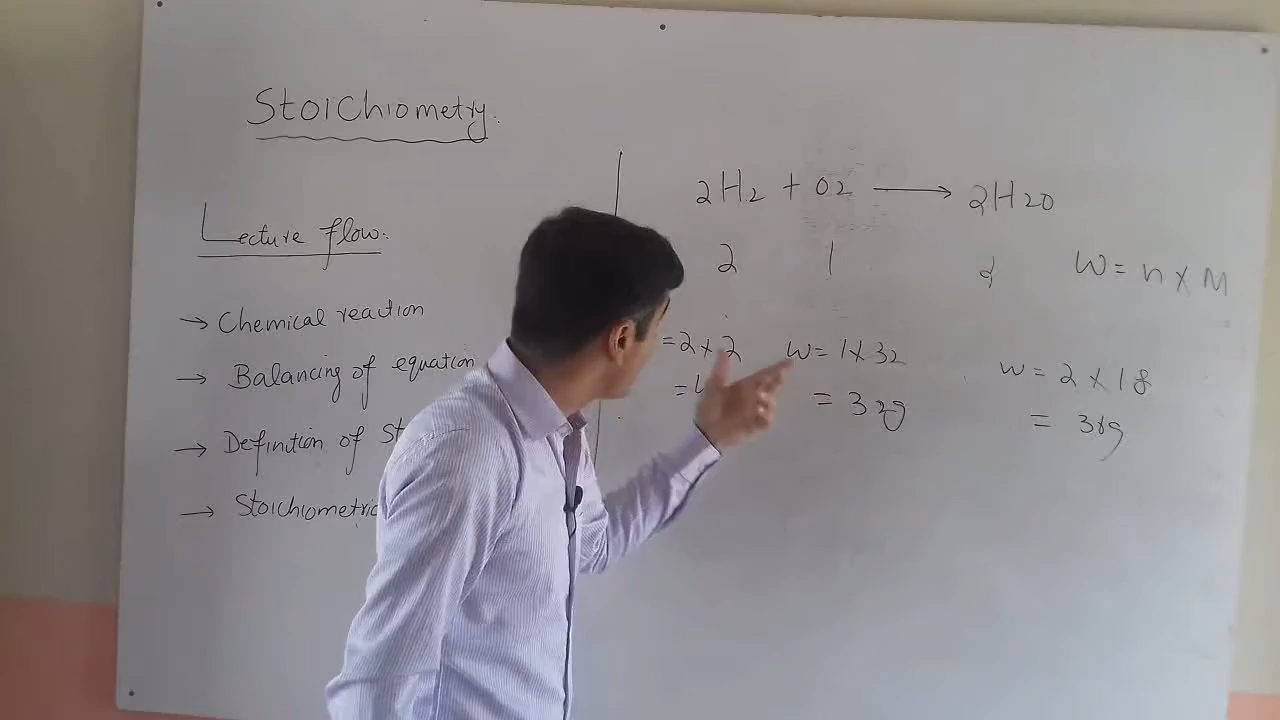 Stoichiometry.
Lecture flow:
→ Chemical reaction
→ Balancing of equation
→ Definition of
→ Stoichiometric
2H2 + O2 → 2H2O
2 1 2 W = n × M
= 2 × 2 w = 1 × 32 w = 2 × 18
= = 32g = 36g